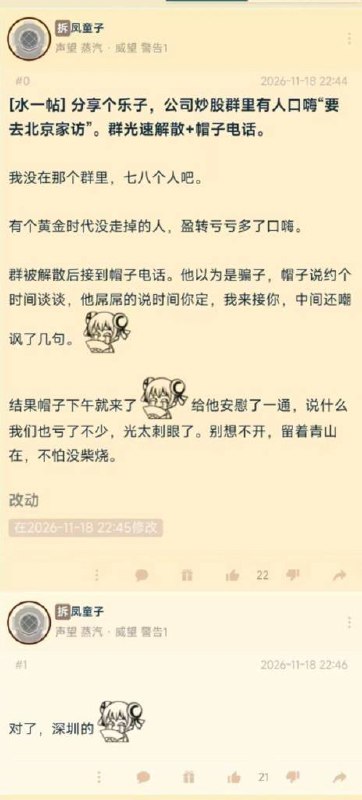 拆 凤童子
声望 蒸汽 · 威望 警告1
#0 2026-11-18 22:44
[水一帖] 分享个乐子，公司炒股群里有人口嗨“要
去北京家访”。群光速解散+帽子电话。
我没在那个群里，七八个人吧。
有个黄金时代没走掉的人，盈转亏亏多了口嗨。
群被解散后接到帽子电话。他以为是骗子，帽子说约个
时间谈谈，他屌屌的说时间你定，我来接你，中间还嘲
讽了几句。
结果帽子下午就来了 给他安慰了一通，说什么
我们也亏了不少，光太刺眼了。别想不开，留着青山
在，不怕没柴烧。
改动
在2026-11-18 22:45修改
22
拆 凤童子
声望 蒸汽 · 威望 警告1
#1 2026-11-18 22:46
对了，深圳的
21